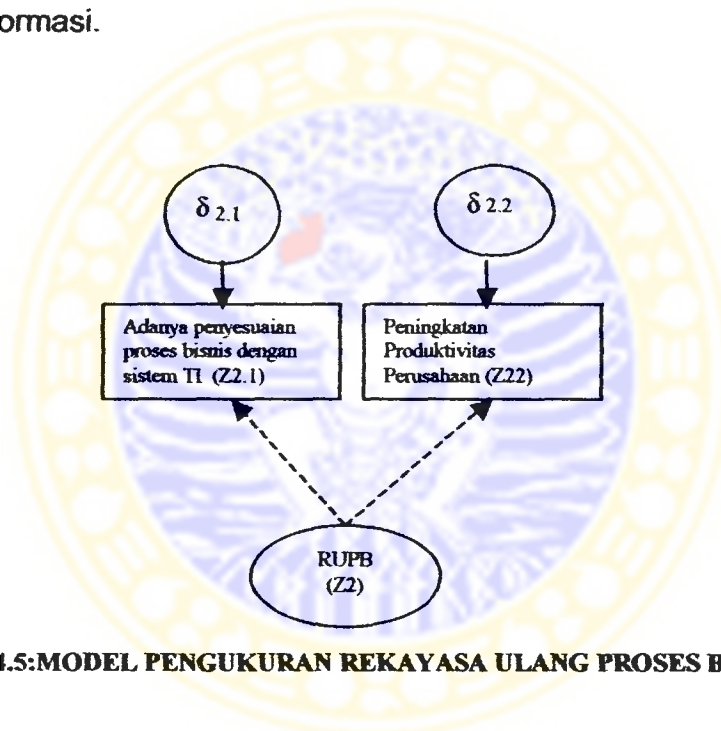 ormasi.
δ 2.1
δ 2.2
Adanya penyesuaian
proses bisnis dengan
sistem TI (Z2.1)
Peningkatan
Produktivitas
Perusahaan (Z22)
RUPB
(Z2)
4.5:MODEL PENGUKURAN REKAYASA ULANG PROSES B